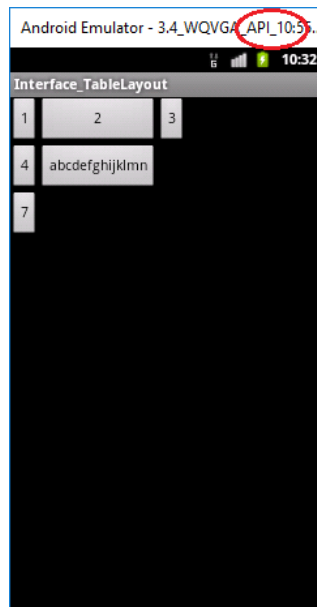 Android Emulator - 3.4_WQVGA_API_10:55..
10:32
Interface_TableLayout
1 2 3
4 abcdefghijklmn
7